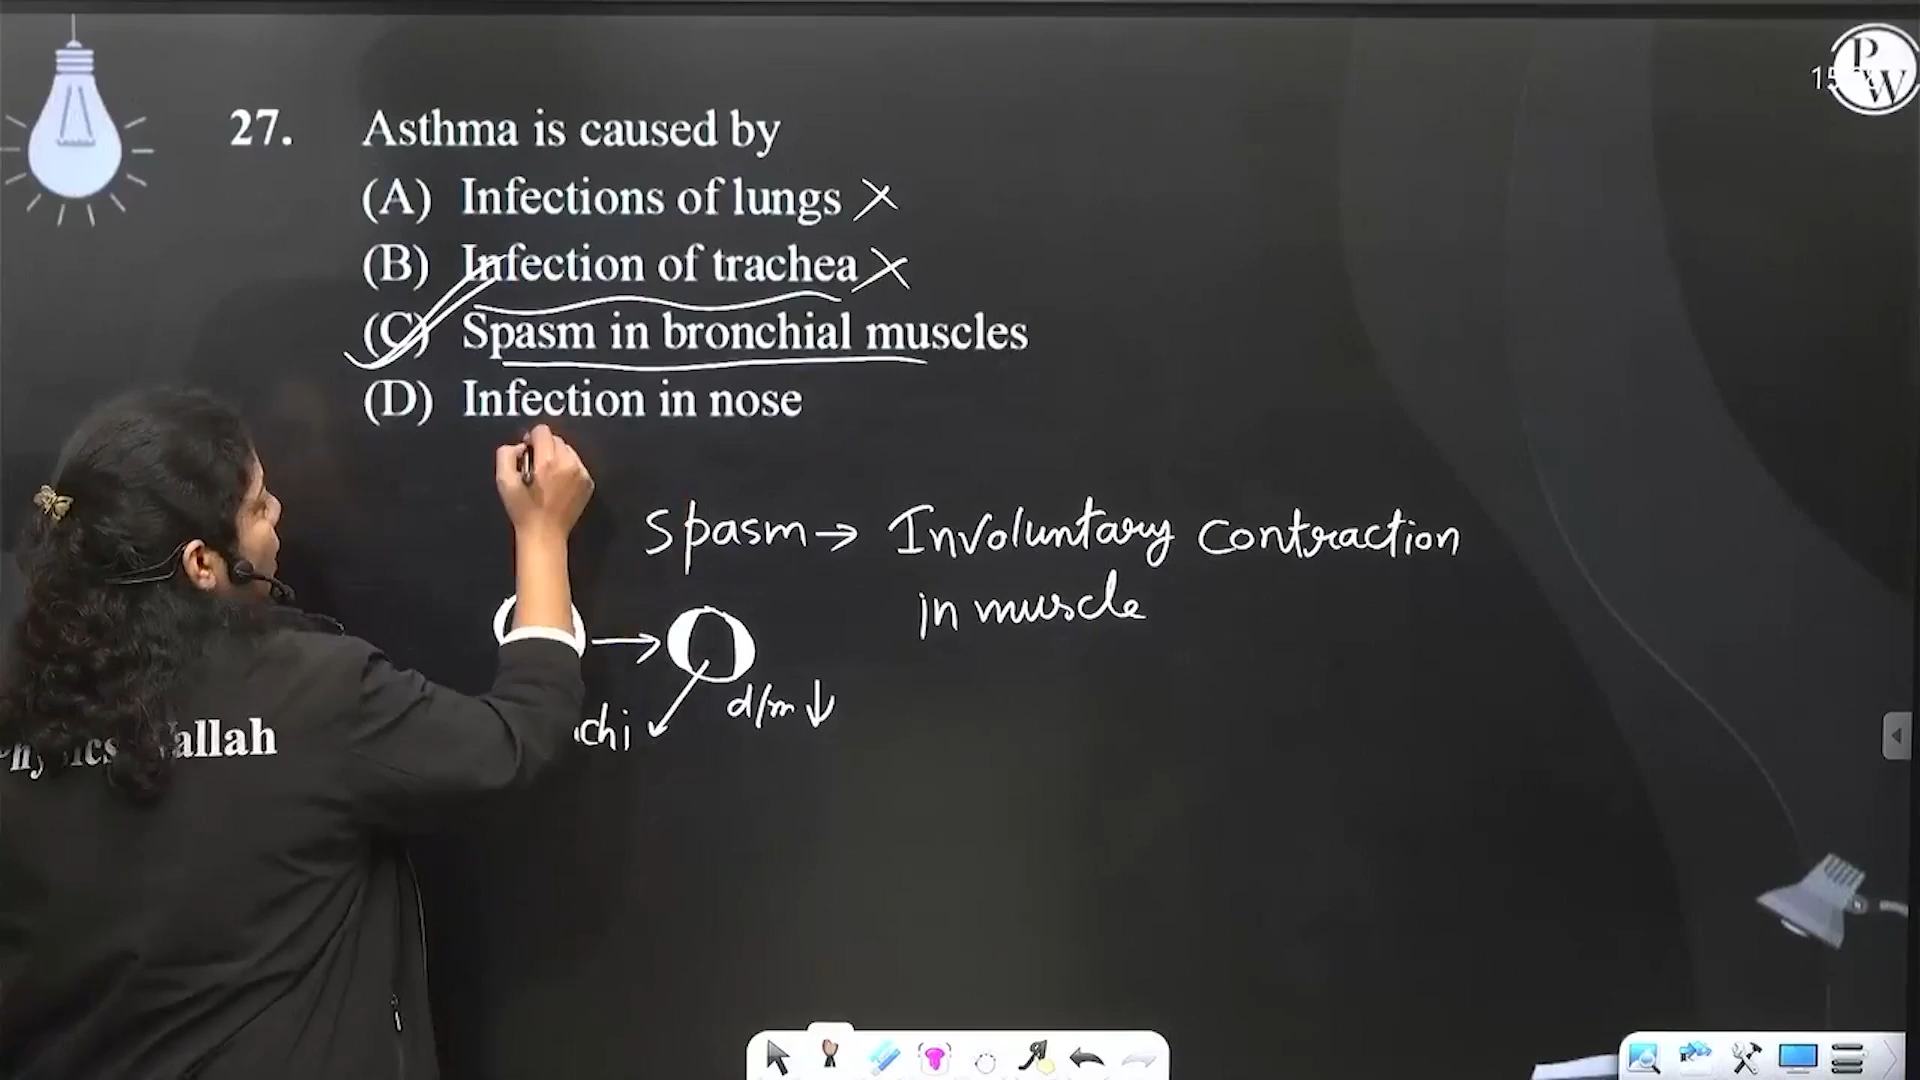 27. Asthma is caused by
(A) Infections of lungs
(B) Infection of trachea
(C) Spasm in bronchial muscles
(D) Infection in nose
Spasm → Involuntary contraction
in muscle
d/m ↓
chi
allah
PW